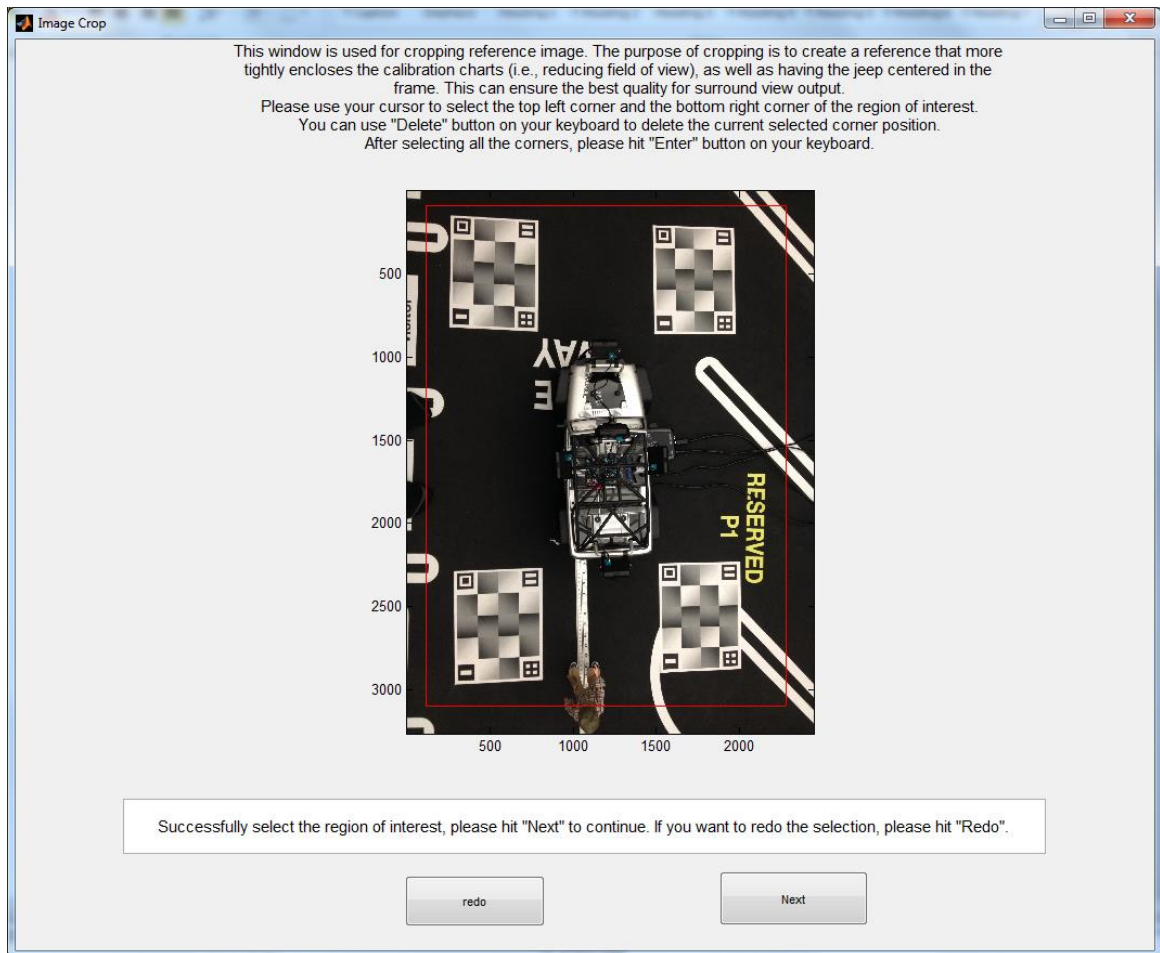 Image Crop
This window is used for cropping reference image. The purpose of cropping is to create a reference that more
tightly encloses the calibration charts (i.e., reducing field of view), as well as having the jeep centered in the
frame. This can ensure the best quality for surround view output.
Please use your cursor to select the top left corner and the bottom right corner of the region of interest.
You can use "Delete" button on your keyboard to delete the current selected corner position.
After selecting all the corners, please hit "Enter" button on your keyboard.
500
1000
1500
2000
2500
3000
WAY
E
RESERVED
P1
500
1000
1500
2000
Successfully select the region of interest, please hit "Next" to continue. If you want to redo the selection, please hit "Redo".
redo
Next